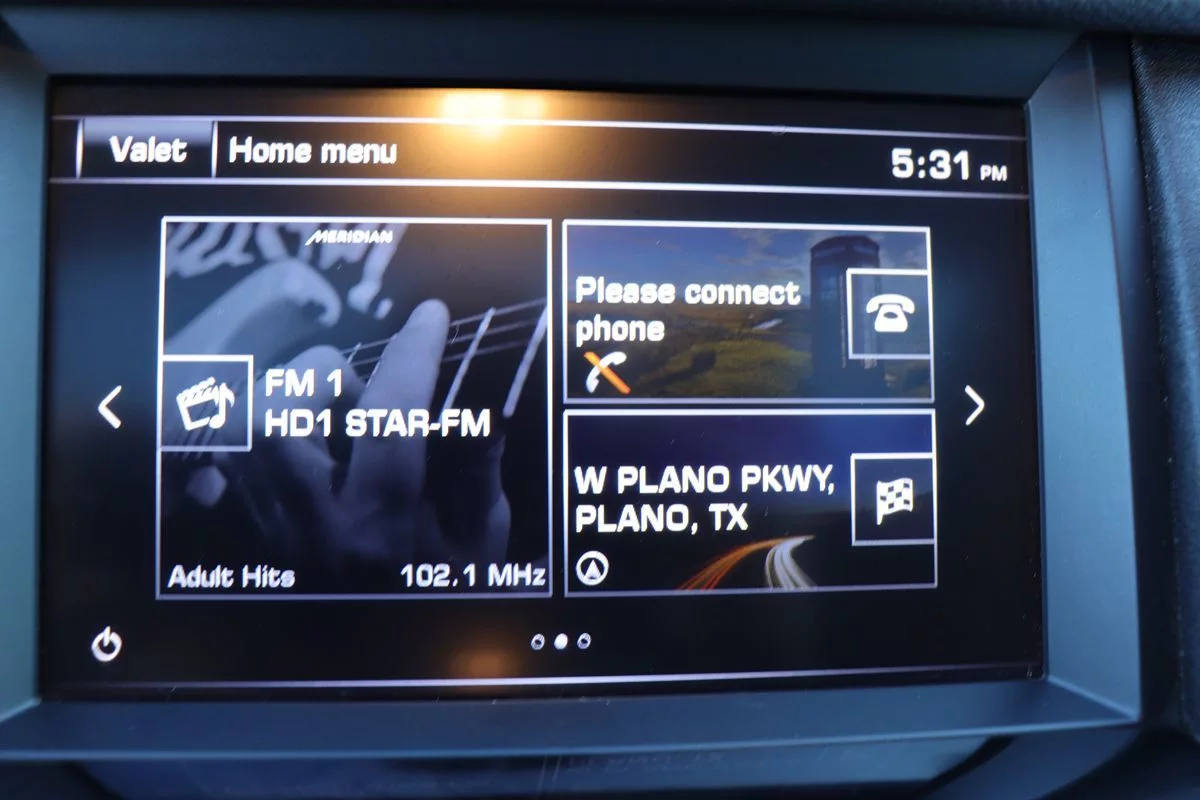 Valet
Home menu
5:31 PM
MERIDIAN
FM 1
HD1 STAR-FM
Adult Hits
102.1 MHz
Please connect
phone
W PLANO PKWY,
PLANO, TX